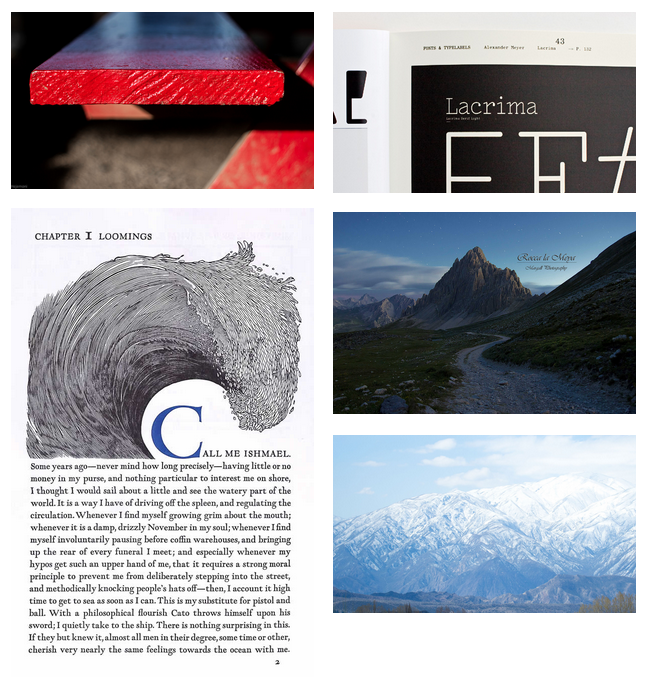 FONTS & TYPELABELS Alexander Meyer Lacrima 43 — P. 132
Lacrima
CHAPTER I LOOMINGS
Rocca la Meya
CALL ME ISHMAEL.
Some years ago—never mind how long precisely—having little or no
money in my purse, and nothing particular to interest me on shore,
I thought I would sail about a little and see the watery part of the
world. It is a way I have of driving off the spleen, and regulating the
circulation. Whenever I find myself growing grim about the mouth;
whenever it is a damp, drizzly November in my soul; whenever I find
myself involuntarily pausing before coffin warehouses, and bringing
up the rear of every funeral I meet; and especially whenever my
hypos get such an upper hand of me, that it requires a strong moral
principle to prevent me from deliberately stepping into the street,
and methodically knocking people's hats off—then, I account it high
time to get to sea as soon as I can. This is my substitute for pistol and
ball. With a philosophical flourish Cato throws himself upon his
sword; I quietly take to the ship. There is nothing surprising in this.
If they but knew it, almost all men in their degree, some time or other,
cherish very nearly the same feelings towards the ocean with me.
2